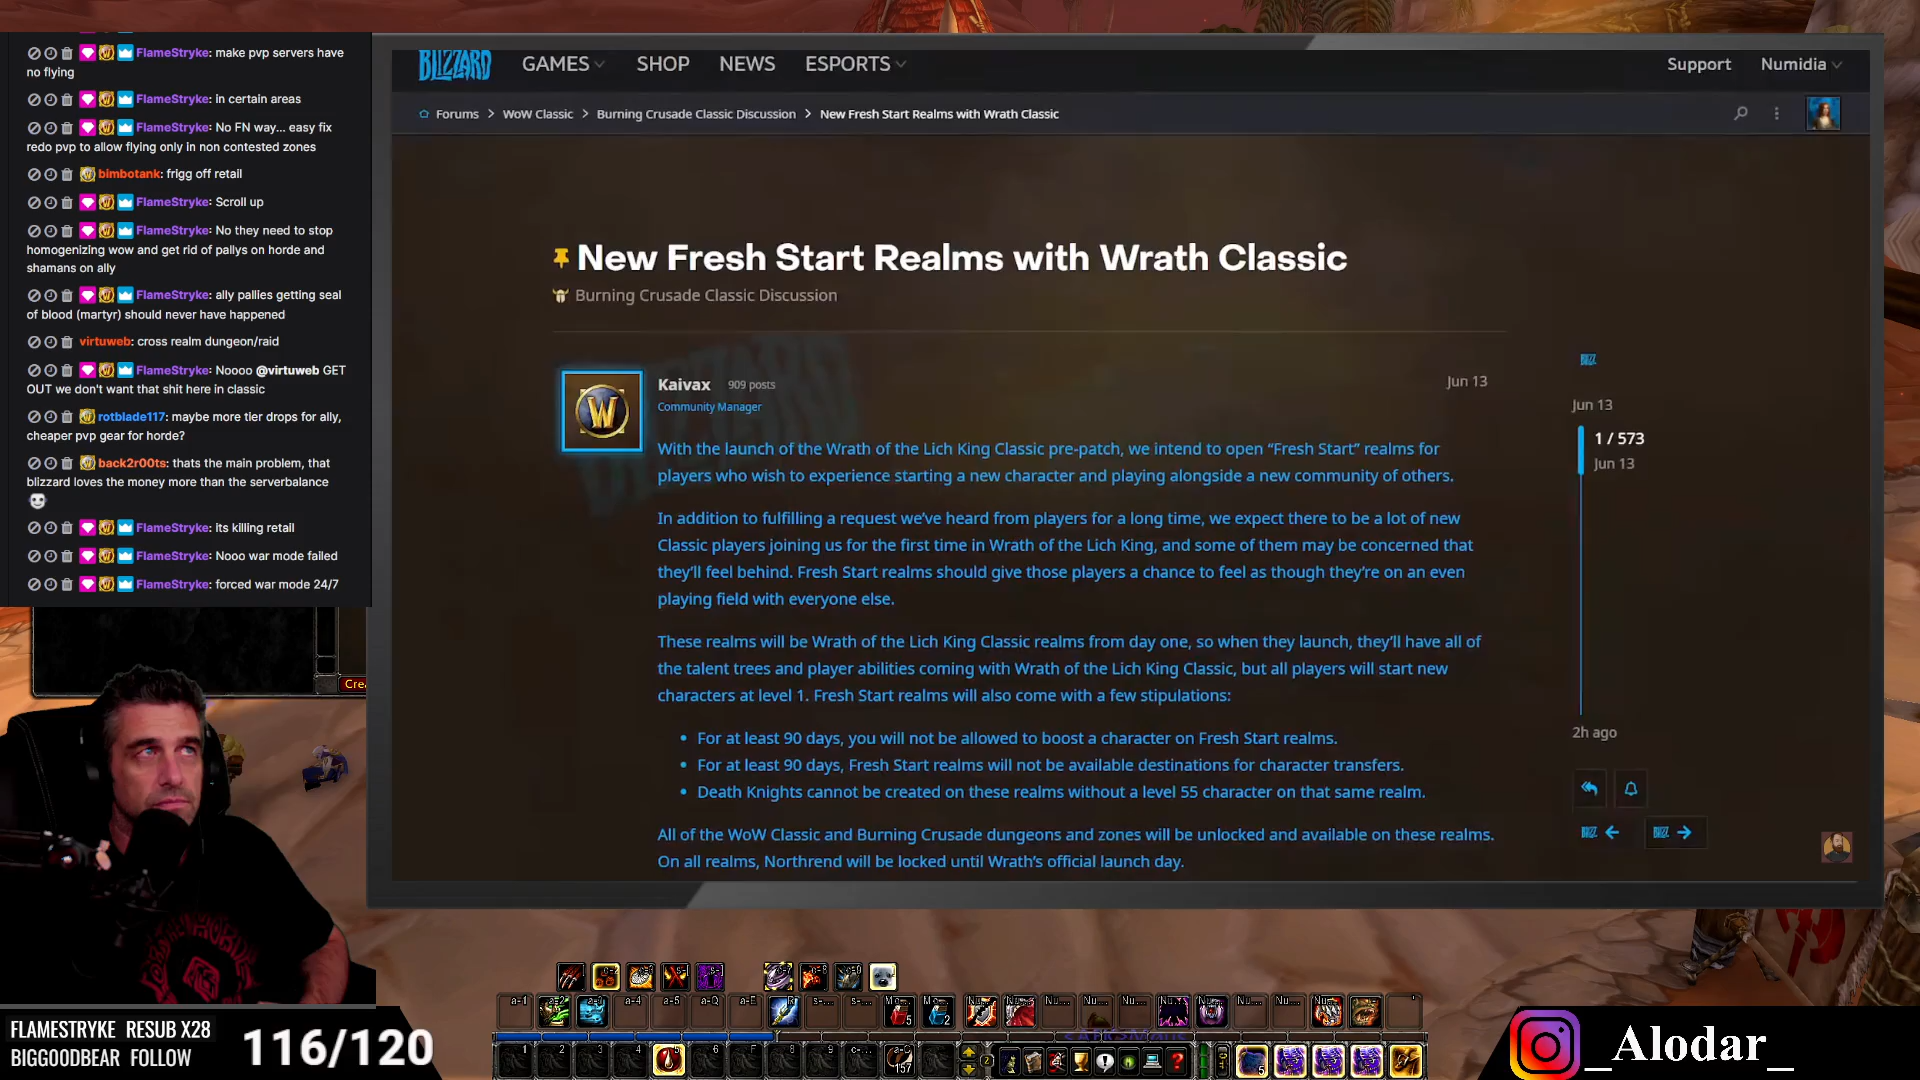 FlameStryke: make pvp servers have
no flying
FlameStryke: in certain areas
FlameStryke: No FN way... easy fix
redo pvp to allow flying only in non contested zones
bimbotank: frigg off retail
FlameStryke: Scroll up
FlameStryke: No they need to stop
homogenizing wow and get rid of pallys on horde and
shamans on ally
FlameStryke: ally pallies getting seal
of blood (martyr) should never have happened
virtuweb: cross realm dungeon/raid
FlameStryke: Noooo @virtuweb GET
OUT we don't want that shit here in classic
rotblade117: maybe more tier drops for ally,
cheaper pvp gear for horde?
back2r00ts: thats the main problem, that
blizzard loves the money more than the serverbalance
FlameStryke: its killing retail
FlameStryke: Nooo war mode failed
FlameStryke: forced war mode 24/7
Crea
BLIZZARD GAMES SHOP NEWS ESPORTS Support Numidia
Forums > WoW Classic > Burning Crusade Classic Discussion > New Fresh Start Realms with Wrath Classic
New Fresh Start Realms with Wrath Classic
Burning Crusade Classic Discussion
Kaivax 909 posts Jun 13
Community Manager
With the launch of the Wrath of the Lich King Classic pre-patch, we intend to open “Fresh Start” realms for
players who wish to experience starting a new character and playing alongside a new community of others.
In addition to fulfilling a request we’ve heard from players for a long time, we expect there to be a lot of new
Classic players joining us for the first time in Wrath of the Lich King, and some of them may be concerned that
they’ll feel behind. Fresh Start realms should give those players a chance to feel as though they’re on an even
playing field with everyone else.
These realms will be Wrath of the Lich King Classic realms from day one, so when they launch, they’ll have all of
the talent trees and player abilities coming with Wrath of the Lich King Classic, but all players will start new
characters at level 1. Fresh Start realms will also come with a few stipulations:
• For at least 90 days, you will not be allowed to boost a character on Fresh Start realms.
• For at least 90 days, Fresh Start realms will not be available destinations for character transfers.
• Death Knights cannot be created on these realms without a level 55 character on that same realm.
All of the WoW Classic and Burning Crusade dungeons and zones will be unlocked and available on these realms.
On all realms, Northrend will be locked until Wrath’s official launch day.
BLIZZ
Jun 13
1 / 573
Jun 13
2h ago
BLIZZ BLIZZ
FLAMESTRYKE RESUB X28
BIGGOODBEAR FOLLOW
116/120
_Alodar_